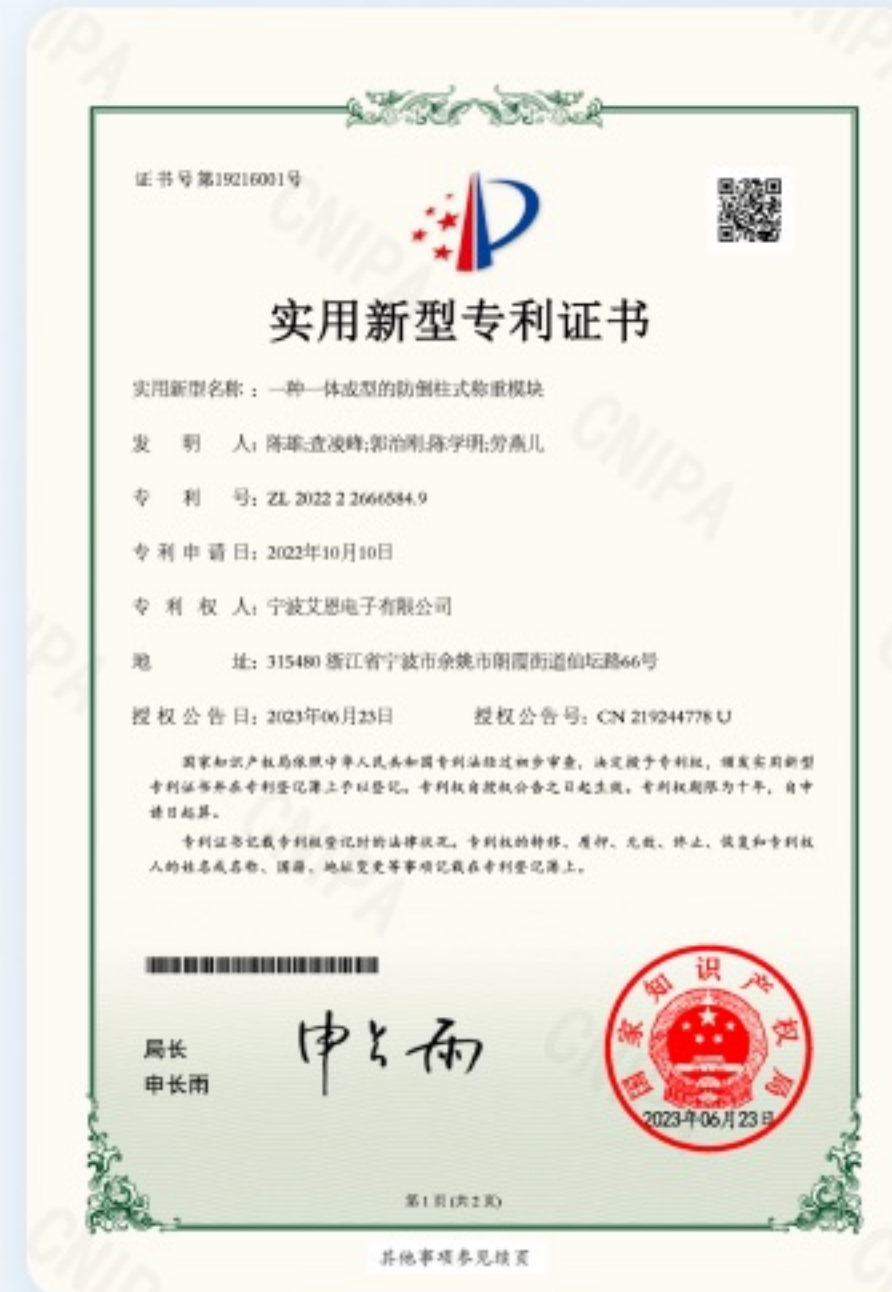 证书号第19216001号
实用新型专利证书
实用新型名称：一种一体成型的防倒柱式称重模块
发明人：陈雄;查凌峰;郭治刚;陈学明;劳燕儿
专利号：ZL 2022 2 2666584.9
专利申请日：2022年10月10日
专利权人：宁波艾恩电子有限公司
地址：315480 浙江省宁波市余姚市朗霞街道仙坛路66号
授权公告日：2023年06月23日 授权公告号：CN 219244778 U
国家知识产权局依照中华人民共和国专利法经过初步审查，决定授予专利权，颁发实用新型
专利证书并在专利登记簿上予以登记。专利权自授权公告之日起生效。专利权期限为十年，自申
请日起算。
专利证书记载专利权登记时的法律状况。专利权的转移、质押、无效、终止、恢复和专利权
人的姓名或名称、国籍、地址变更等事项记载在专利登记簿上。
局长
申长雨
申长雨
国家知识产权局
2023年06月23日
第1页(共2页)
其他事项参见续页
CNIPA
CNIPA
CNIPA
CNIPA
CNIPA